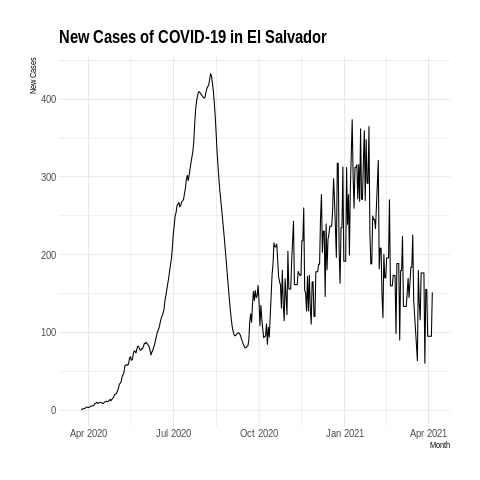 New Cases of COVID-19 in El Salvador
New Cases
400
300
200
100
0
Apr 2020 Jul 2020 Oct 2020 Jan 2021 Apr 2021
Month